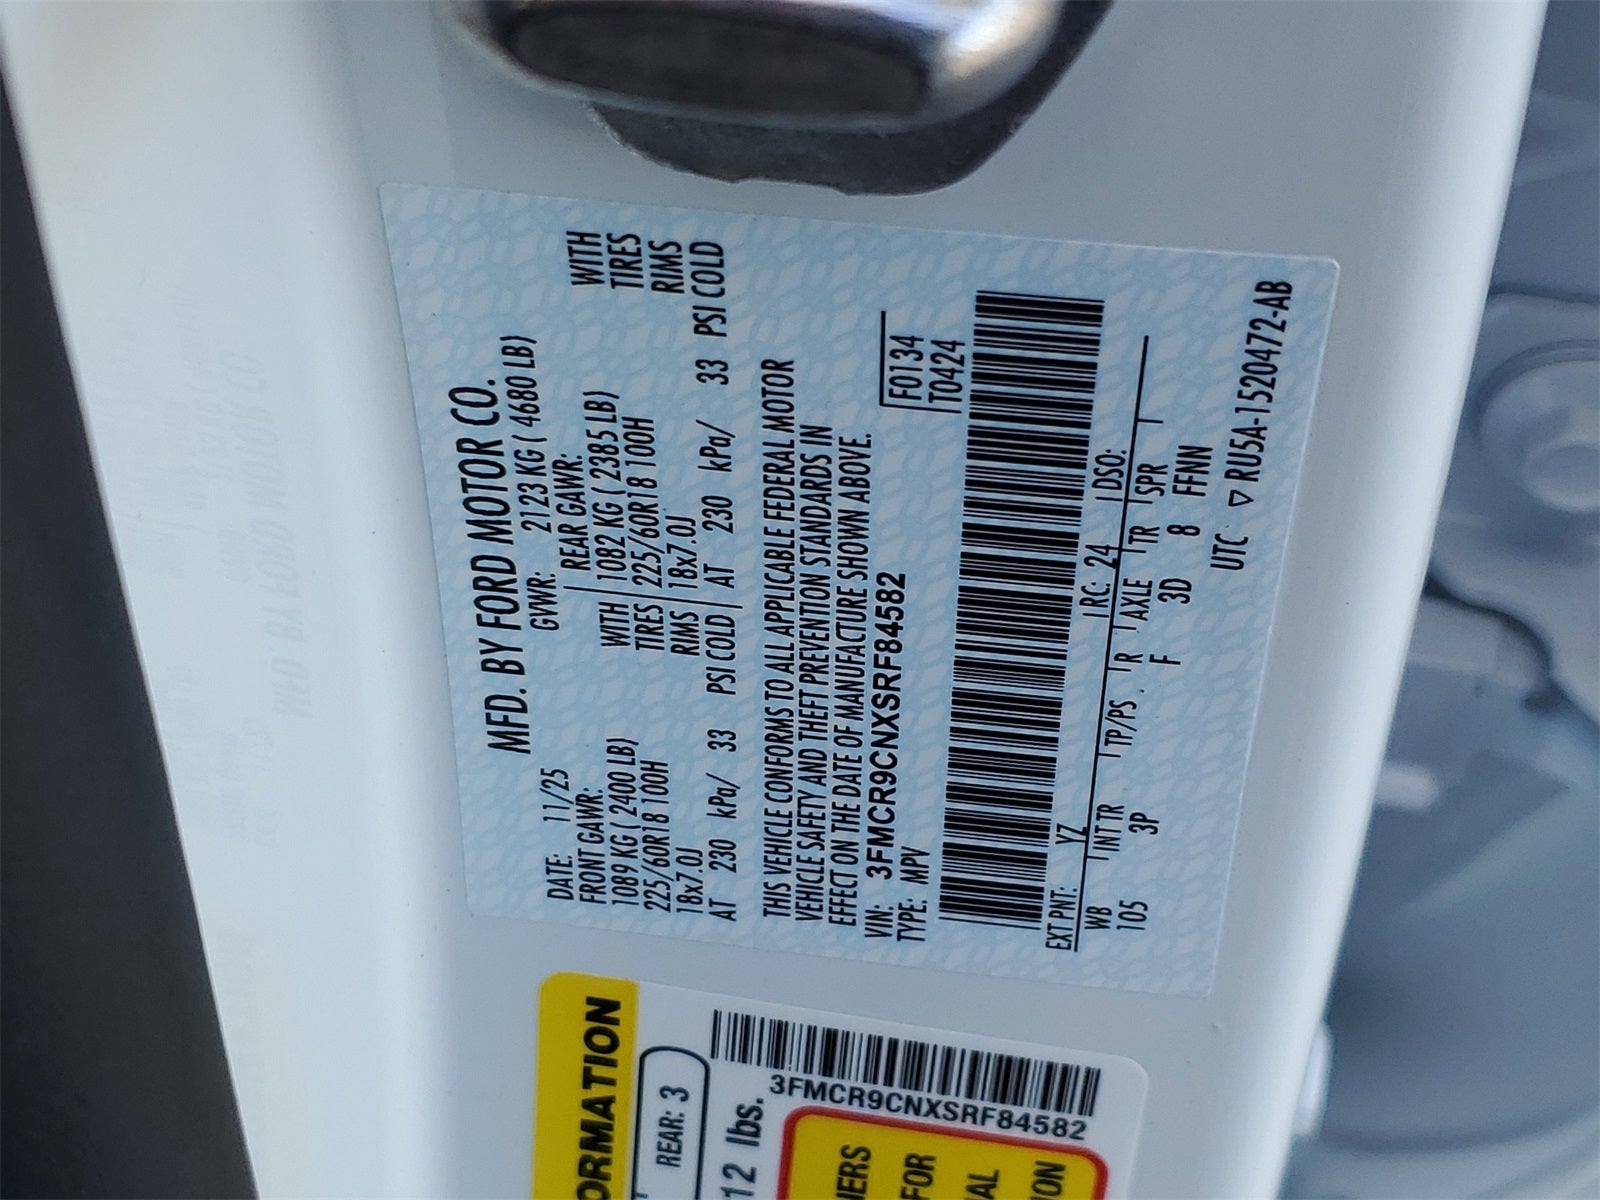 MFD. BY FORD MOTOR CO.
DATE: 11/25 GVWR: 2123 KG ( 4680 LB)
FRONT GAWR: REAR GAWR:
1089 KG ( 2400 LB) WITH 1082 KG ( 2385 LB) WITH
225/60R18 100H TIRES 225/60R18 100H TIRES
18x7.0J RIMS 18x7.0J RIMS
AT 230 kPa/ 33 PSI COLD AT 230 kPa/ 33 PSI COLD
THIS VEHICLE CONFORMS TO ALL APPLICABLE FEDERAL MOTOR
VEHICLE SAFETY AND THEFT PREVENTION STANDARDS IN
EFFECT ON THE DATE OF MANUFACTURE SHOWN ABOVE.
VIN: 3FMCR9CNXSRF84582 F0134
TYPE: MPV T0424
EXT PNT: YZ RC: 24 DSO:
WB INT TR TP/PS R AXLE TR SPR
105 3P F 3D 8 FFNN
UTC ▽ RU5A-1520472-AB
ORMATION
REAR: 3
12 lbs.
3FMCR9CNXSRF84582
MERS
FOR
AL
ION